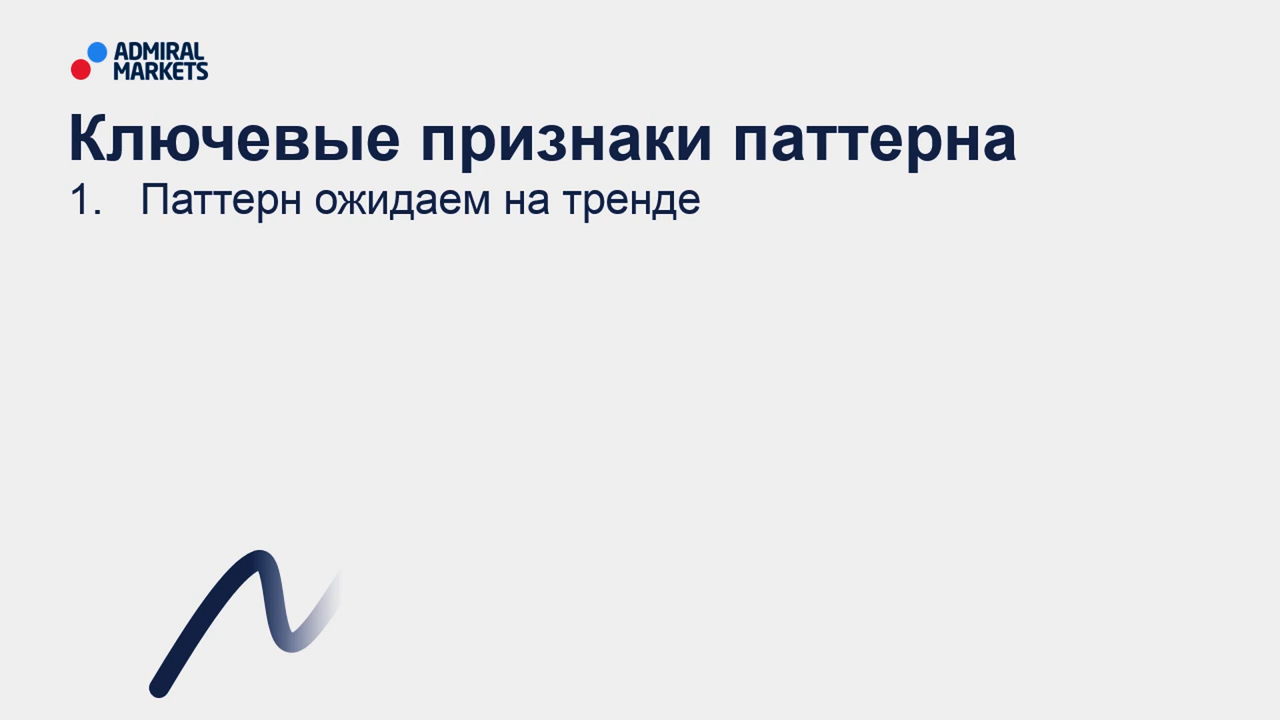 ADMIRAL
MARKETS
Ключевые признаки паттерна
1. Паттерн ожидаем на тренде